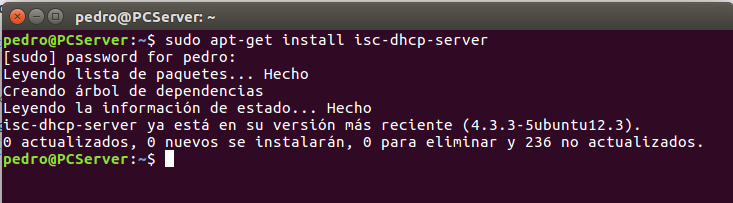 pedro@PCServer: ~
pedro@PCServer:~$ sudo apt-get install isc-dhcp-server
[sudo] password for pedro:
Leyendo lista de paquetes... Hecho
Creando árbol de dependencias
Leyendo la información de estado... Hecho
isc-dhcp-server ya está en su versión más reciente (4.3.3-5ubuntu12.3).
0 actualizados, 0 nuevos se instalarán, 0 para eliminar y 236 no actualizados.
pedro@PCServer:~$